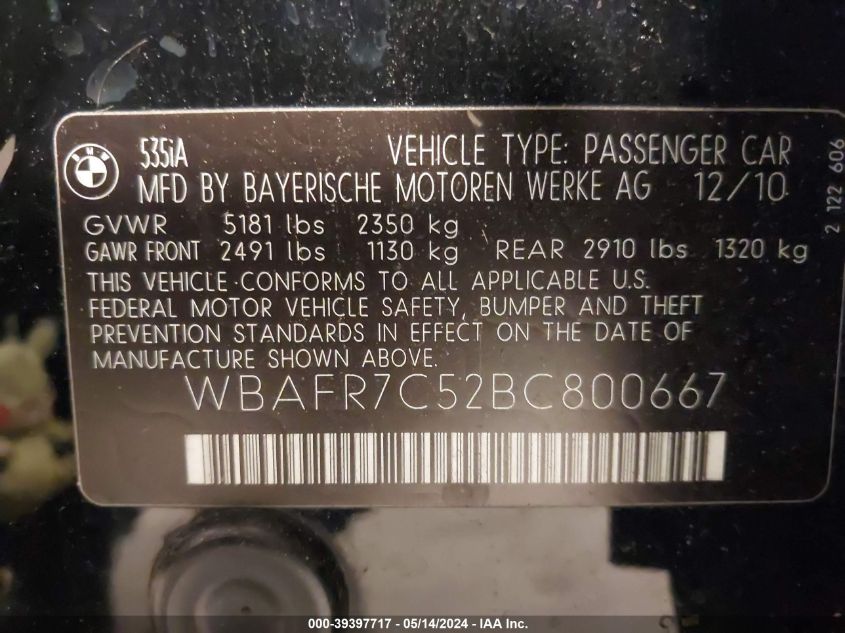 BMW
535iA VEHICLE TYPE: PASSENGER CAR
MFD BY BAYERISCHE MOTOREN WERKE AG 12/10
GVWR 5181 lbs 2350 kg
GAWR FRONT 2491 lbs 1130 kg REAR 2910 lbs 1320 kg
THIS VEHICLE CONFORMS TO ALL APPLICABLE U.S.
FEDERAL MOTOR VEHICLE SAFETY, BUMPER AND THEFT
PREVENTION STANDARDS IN EFFECT ON THE DATE OF
MANUFACTURE SHOWN ABOVE.
WBAFR7C52BC800667
2 122 606
000-39397717 - 05/14/2024 - IAA Inc.